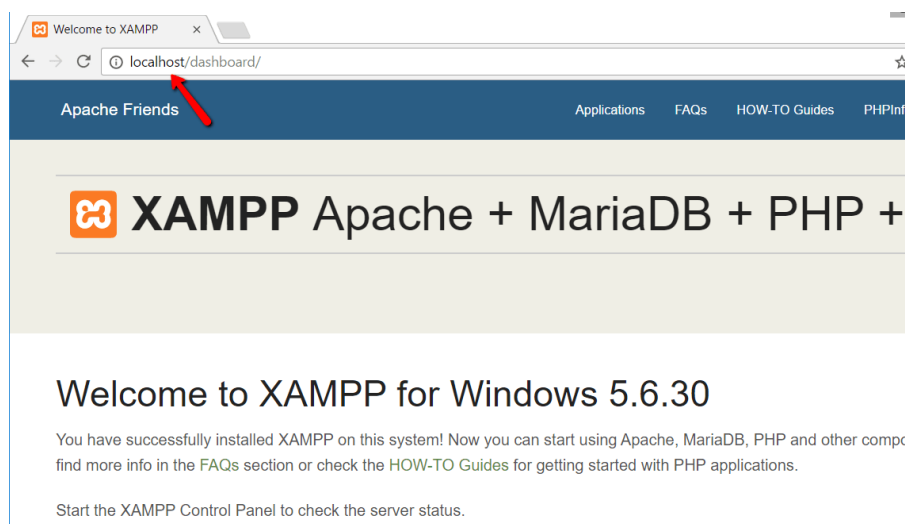 Welcome to XAMPP
localhost/dashboard/
Apache Friends
Applications FAQs HOW-TO Guides PHPInf
XAMPP Apache + MariaDB + PHP +
Welcome to XAMPP for Windows 5.6.30
You have successfully installed XAMPP on this system! Now you can start using Apache, MariaDB, PHP and other compo
find more info in the FAQs section or check the HOW-TO Guides for getting started with PHP applications.
Start the XAMPP Control Panel to check the server status.